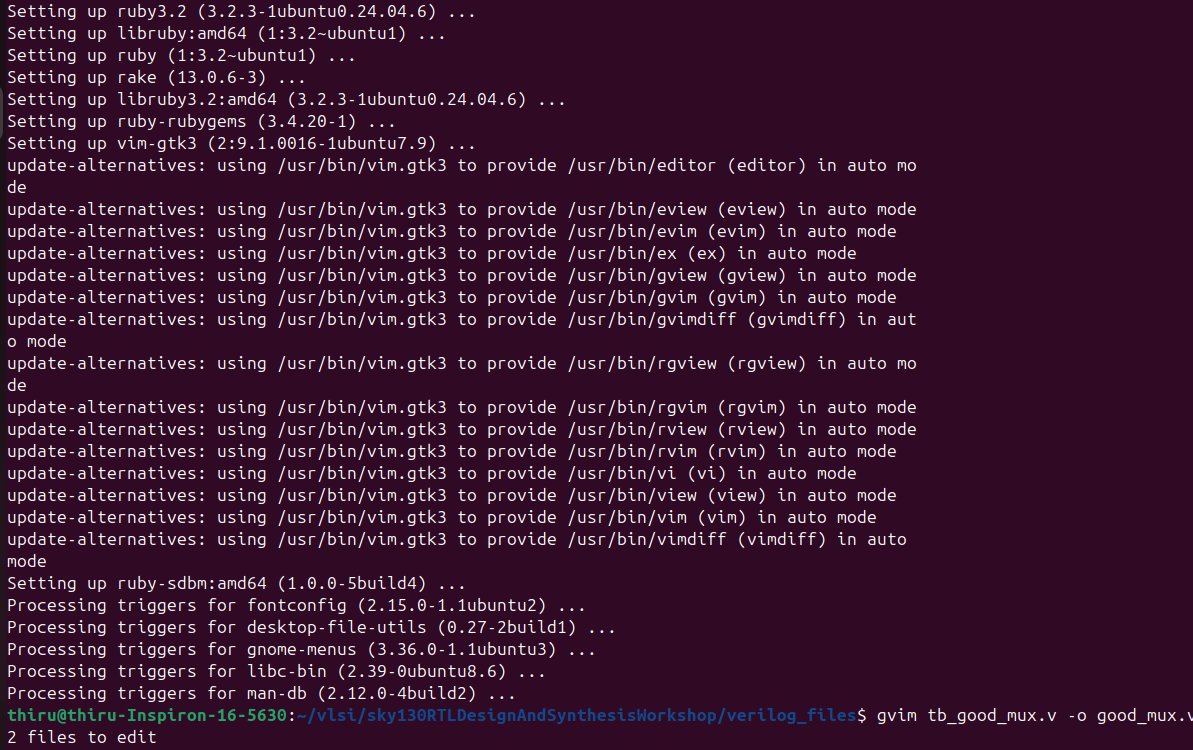 Setting up ruby3.2 (3.2.3-1ubuntu0.24.04.6) ...
Setting up libruby:amd64 (1:3.2~ubuntu1) ...
Setting up ruby (1:3.2~ubuntu1) ...
Setting up rake (13.0.6-3) ...
Setting up libruby3.2:amd64 (3.2.3-1ubuntu0.24.04.6) ...
Setting up ruby-rubygems (3.4.20-1) ...
Setting up vim-gtk3 (2:9.1.0016-1ubuntu7.9) ...
update-alternatives: using /usr/bin/vim.gtk3 to provide /usr/bin/editor (editor) in auto mo
de
update-alternatives: using /usr/bin/vim.gtk3 to provide /usr/bin/eview (eview) in auto mode
update-alternatives: using /usr/bin/vim.gtk3 to provide /usr/bin/evim (evim) in auto mode
update-alternatives: using /usr/bin/vim.gtk3 to provide /usr/bin/ex (ex) in auto mode
update-alternatives: using /usr/bin/vim.gtk3 to provide /usr/bin/gview (gview) in auto mode
update-alternatives: using /usr/bin/vim.gtk3 to provide /usr/bin/gvim (gvim) in auto mode
update-alternatives: using /usr/bin/vim.gtk3 to provide /usr/bin/gvimdiff (gvimdiff) in aut
o mode
update-alternatives: using /usr/bin/vim.gtk3 to provide /usr/bin/rgview (rgview) in auto mo
de
update-alternatives: using /usr/bin/vim.gtk3 to provide /usr/bin/rgvim (rgvim) in auto mode
update-alternatives: using /usr/bin/vim.gtk3 to provide /usr/bin/rview (rview) in auto mode
update-alternatives: using /usr/bin/vim.gtk3 to provide /usr/bin/rvim (rvim) in auto mode
update-alternatives: using /usr/bin/vim.gtk3 to provide /usr/bin/vi (vi) in auto mode
update-alternatives: using /usr/bin/vim.gtk3 to provide /usr/bin/view (view) in auto mode
update-alternatives: using /usr/bin/vim.gtk3 to provide /usr/bin/vim (vim) in auto mode
update-alternatives: using /usr/bin/vim.gtk3 to provide /usr/bin/vimdiff (vimdiff) in auto
mode
Setting up ruby-sdbm:amd64 (1.0.0-5build4) ...
Processing triggers for fontconfig (2.15.0-1.1ubuntu2) ...
Processing triggers for desktop-file-utils (0.27-2build1) ...
Processing triggers for gnome-menus (3.36.0-1.1ubuntu3) ...
Processing triggers for libc-bin (2.39-0ubuntu8.6) ...
Processing triggers for man-db (2.12.0-4build2) ...
thiru@thiru-Inspiron-16-5630:~/vlsi/sky130RTLDesignAndSynthesisWorkshop/verilog_files$ gvim tb_good_mux.v -o good_mux.v
2 files to edit